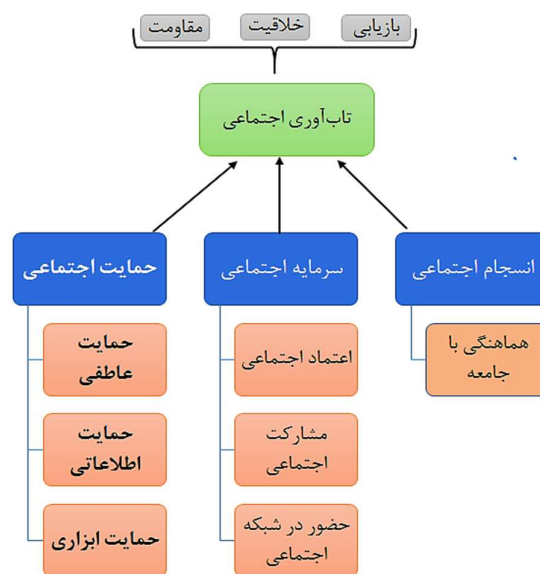 بازیابی
خلاقیت
مقاومت
تاب‌آوری اجتماعی
انسجام اجتماعی
سرمایه اجتماعی
حمایت اجتماعی
هماهنگی با
جامعه
اعتماد اجتماعی
مشارکت
اجتماعی
حضور در شبکه
اجتماعی
حمایت
عاطفی
حمایت
اطلاعاتی
حمایت ابزاری